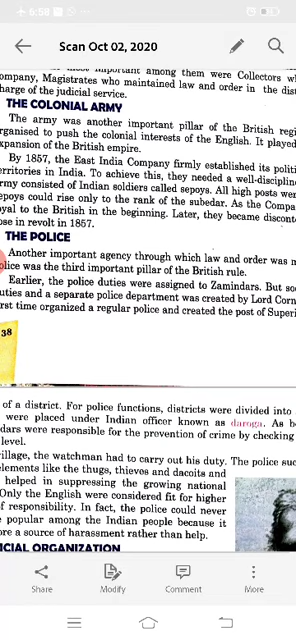 6:58
Scan Oct 02, 2020
important among them were Collectors wh
ompany, Magistrates who maintained law and order in the dist
harge of the judicial service.
THE COLONIAL ARMY
The army was another important pillar of the British regi
organised to push the colonial interests of the English. It played
xpansion of the British empire.
By 1857, the East India Company firmly established its politi
erritories in India. To achieve this, they needed a well-disciplin
rmy consisted of Indian soldiers called sepoys. All high posts wer
epoys could rise only to the rank of the subedar. As the Compa
oyal to the British in the beginning. Later, they became discont
ose in revolt in 1857.
THE POLICE
Another important agency through which law and order was m
olice was the third important pillar of the British rule.
Earlier, the police duties were assigned to Zamindars. But soo
uties and a separate police department was created by Lord Corn
irst time organized a regular police and created the post of Superi
38
of a district. For police functions, districts were divided into
were placed under Indian officer known as daroga. As be
dars were responsible for the prevention of crime by checking
level.
village, the watchman had to carry out his duty. The police suc
elements like the thugs, thieves and dacoits and
helped in suppressing the growing national
Only the English were considered fit for higher
of responsibility. In fact, the police could never
e popular among the Indian people because it
ore a source of harassment rather than help.
ICIAL ORGANIZATION
Share
Modify
Comment
More